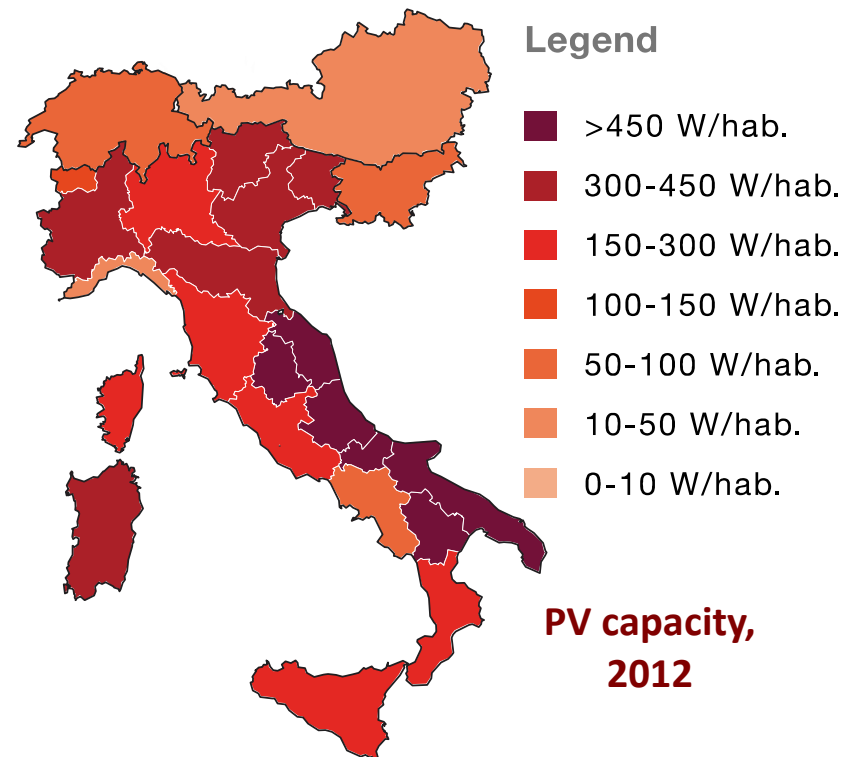 Legend
>450 W/hab.
300-450 W/hab.
150-300 W/hab.
100-150 W/hab.
50-100 W/hab.
10-50 W/hab.
0-10 W/hab.
PV capacity,
2012